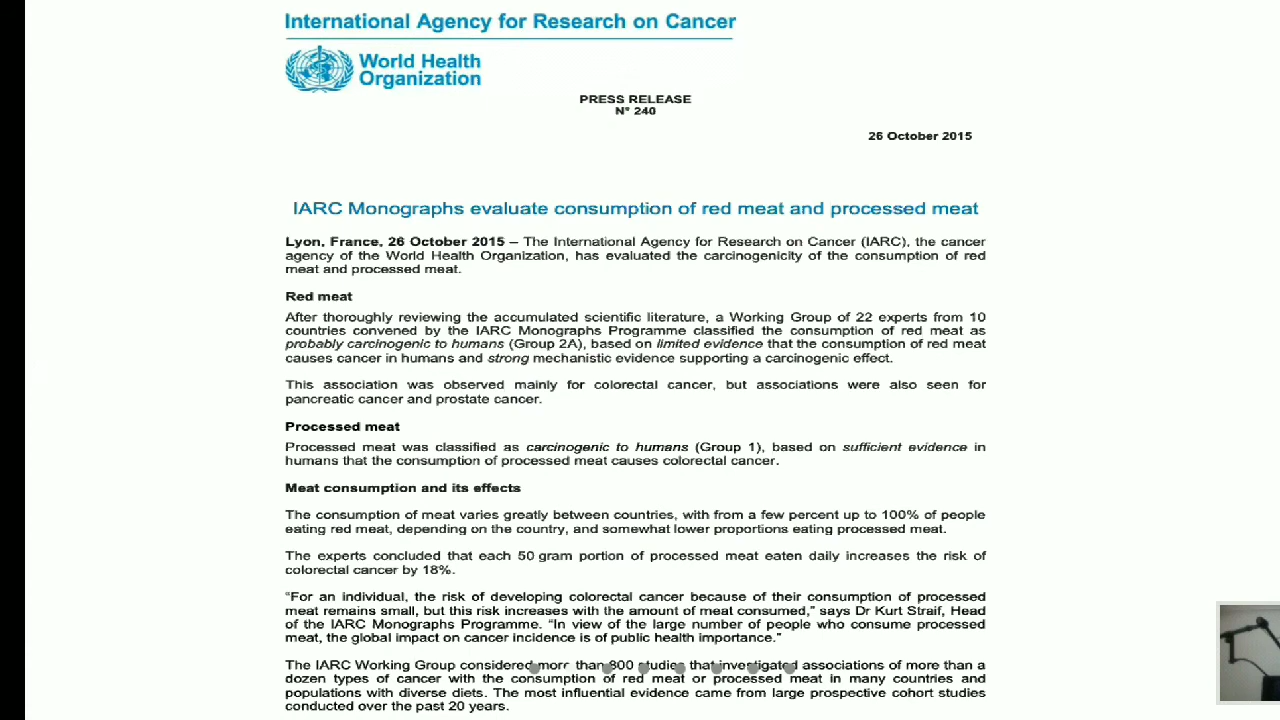 International Agency for Research on Cancer
World Health
Organization
PRESS RELEASE
N° 240
26 October 2015
IARC Monographs evaluate consumption of red meat and processed meat
Lyon, France, 26 October 2015 – The International Agency for Research on Cancer (IARC), the cancer
agency of the World Health Organization, has evaluated the carcinogenicity of the consumption of red
meat and processed meat.
Red meat
After thoroughly reviewing the accumulated scientific literature, a Working Group of 22 experts from 10
countries convened by the IARC Monographs Programme classified the consumption of red meat as
probably carcinogenic to humans (Group 2A), based on limited evidence that the consumption of red meat
causes cancer in humans and strong mechanistic evidence supporting a carcinogenic effect.
This association was observed mainly for colorectal cancer, but associations were also seen for
pancreatic cancer and prostate cancer.
Processed meat
Processed meat was classified as carcinogenic to humans (Group 1), based on sufficient evidence in
humans that the consumption of processed meat causes colorectal cancer.
Meat consumption and its effects
The consumption of meat varies greatly between countries, with from a few percent up to 100% of people
eating red meat, depending on the country, and somewhat lower proportions eating processed meat.
The experts concluded that each 50 gram portion of processed meat eaten daily increases the risk of
colorectal cancer by 18%.
“For an individual, the risk of developing colorectal cancer because of their consumption of processed
meat remains small, but this risk increases with the amount of meat consumed,” says Dr Kurt Straif, Head
of the IARC Monographs Programme. “In view of the large number of people who consume processed
meat, the global impact on cancer incidence is of public health importance.”
The IARC Working Group considered more than 800 studies that investigated associations of more than a
dozen types of cancer with the consumption of red meat or processed meat in many countries and
populations with diverse diets. The most influential evidence came from large prospective cohort studies
conducted over the past 20 years.